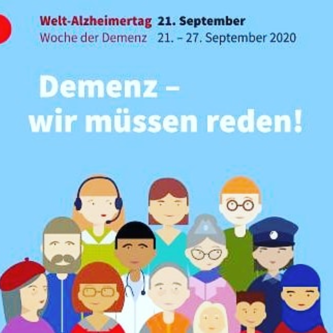 Welt-Alzheimertag 21. September
Woche der Demenz 21. – 27. September 2020
Demenz –
wir müssen reden!